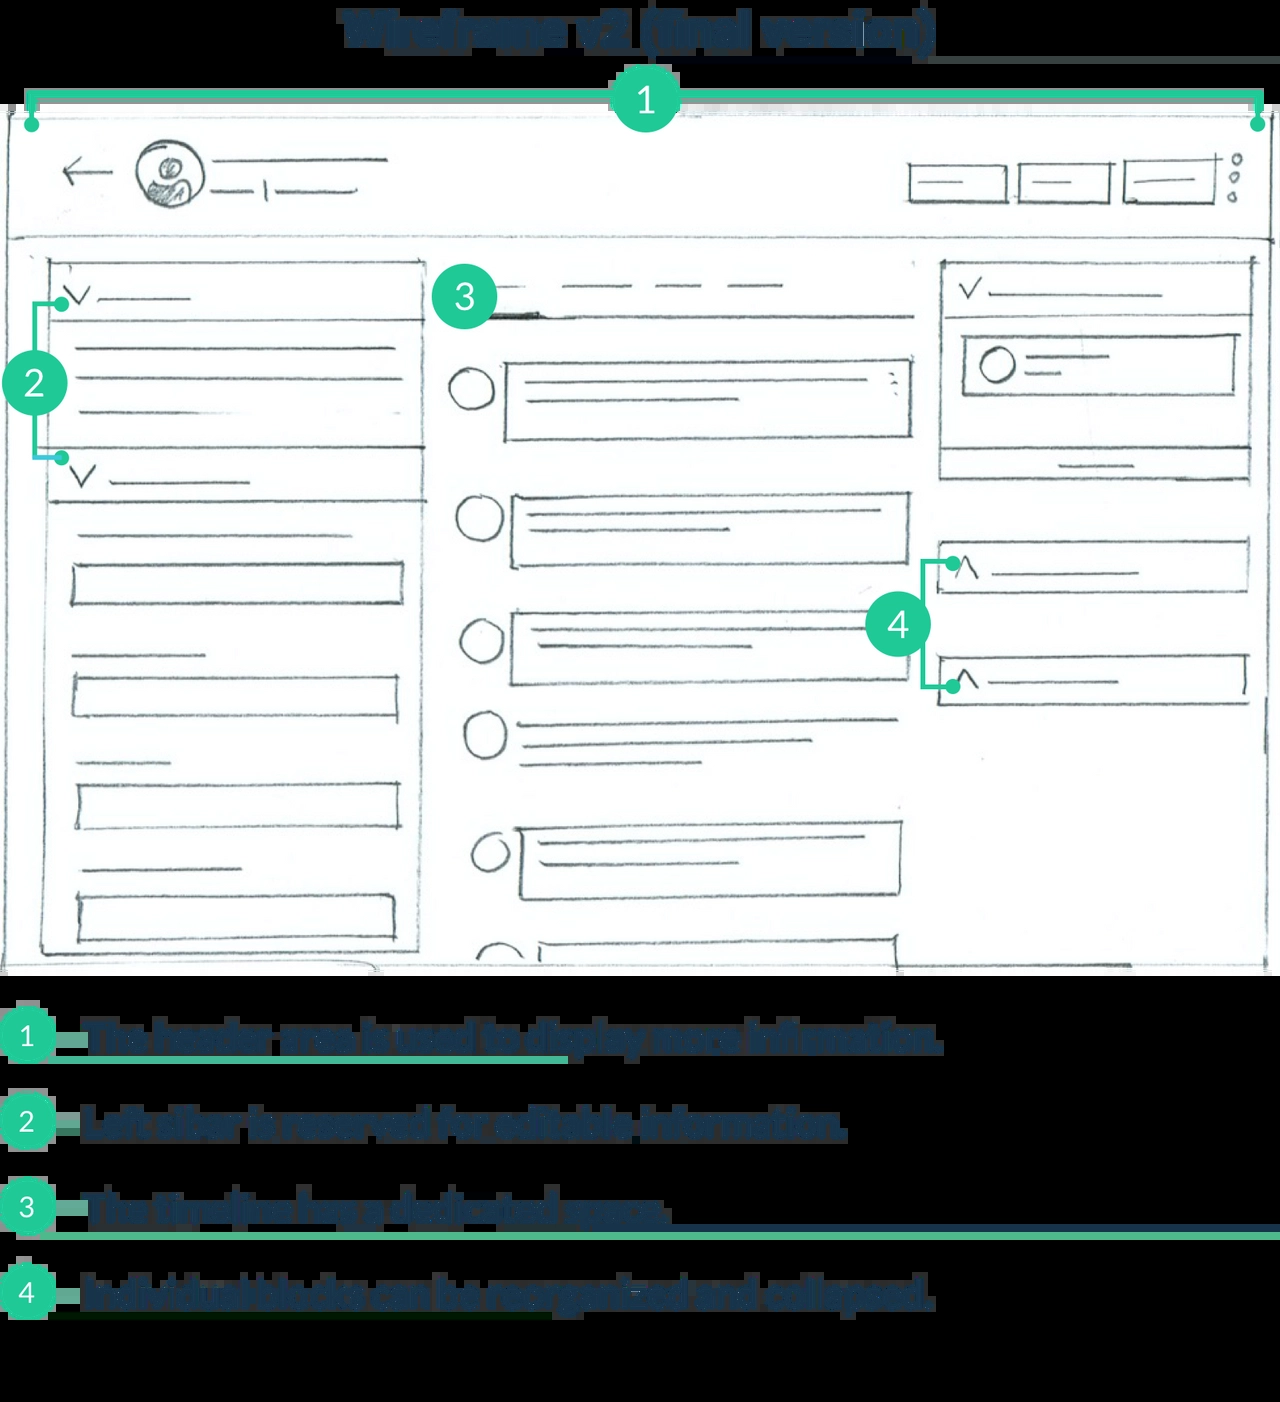 Wireframe v2 (final version)
1
3
2
4
1 The header area is used to display more information.
2 Left sibar is reserved for editable information.
3 The timeline has a dedicated space.
4 Individual blocks can be reorganized and collapsed.